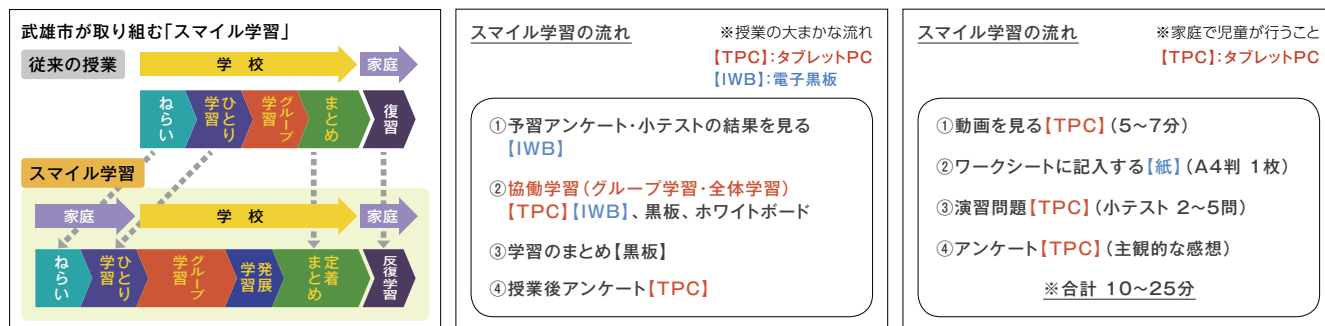 武雄市が取り組む「スマイル学習」
従来の授業
学 校
家庭
ねらい
ひとり
学習
グループ
学習
まとめ
復習
スマイル学習
家庭
学 校
家庭
ねらい
ひとり
学習
グループ
学習
発展
学習
定着
まとめ
反復学習
スマイル学習の流れ
※授業の大まかな流れ
【TPC】:タブレットPC
【IWB】:電子黒板
①予習アンケート・小テストの結果を見る
【IWB】
②協働学習(グループ学習・全体学習)
【TPC】【IWB】、黒板、ホワイトボード
③学習のまとめ【黒板】
④授業後アンケート【TPC】
スマイル学習の流れ
※家庭で児童が行うこと
【TPC】:タブレットPC
①動画を見る【TPC】(5〜7分)
②ワークシートに記入する【紙】(A4判 1枚)
③演習問題【TPC】(小テスト 2〜5問)
④アンケート【TPC】(主観的な感想)
※合計 10〜25分